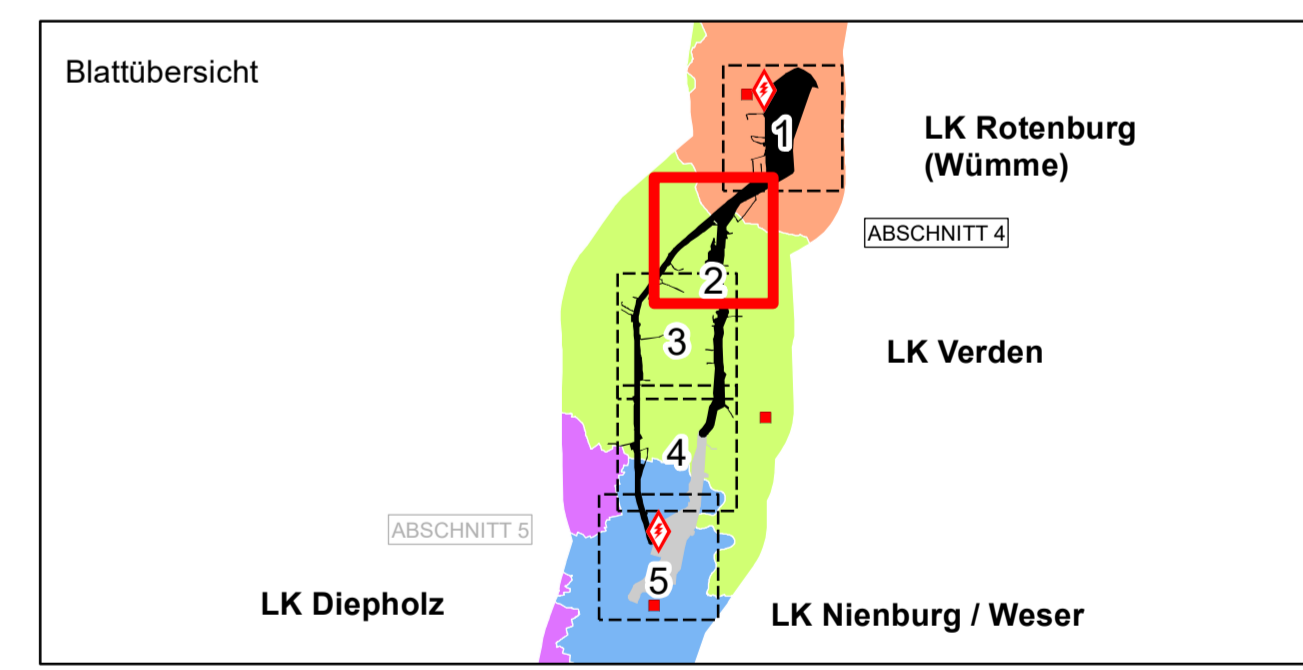 Blattübersicht
1
LK Rotenburg
(Wümme)
ABSCHNITT 4
2
3
LK Verden
4
ABSCHNITT 5
5
LK Diepholz
LK Nienburg / Weser